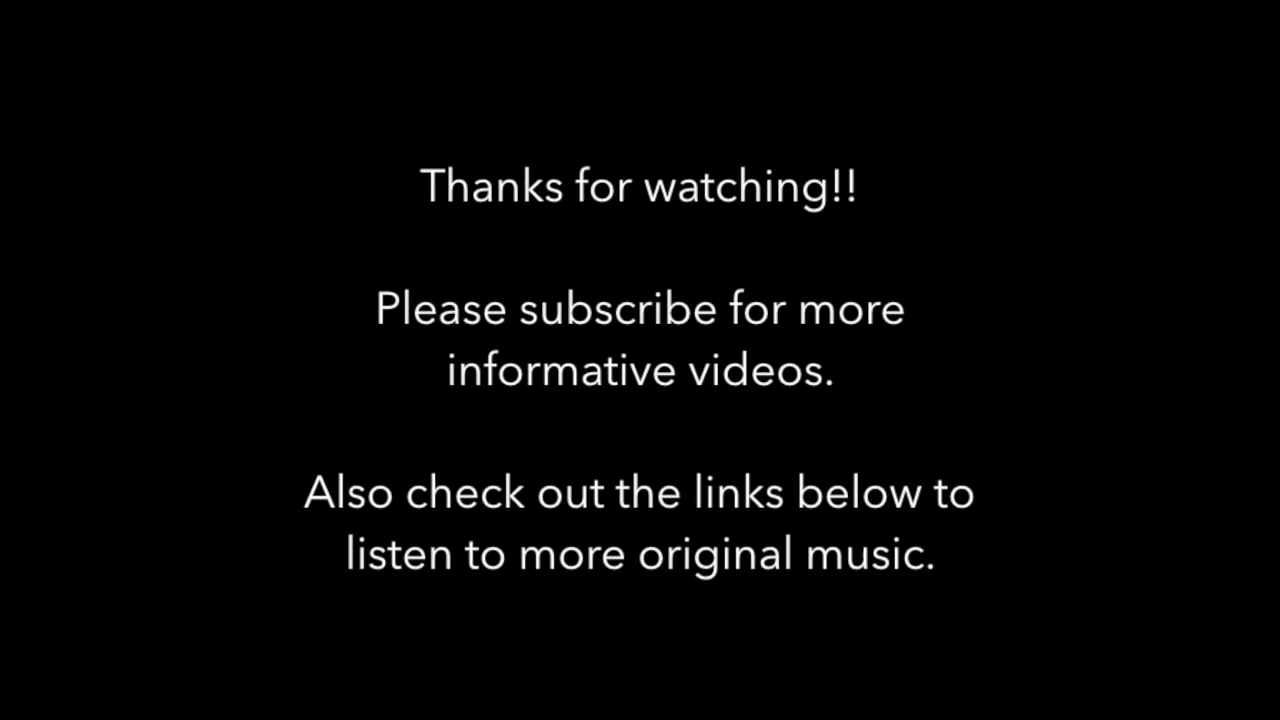 Thanks for watching!!
Please subscribe for more
informative videos.
Also check out the links below to
listen to more original music.